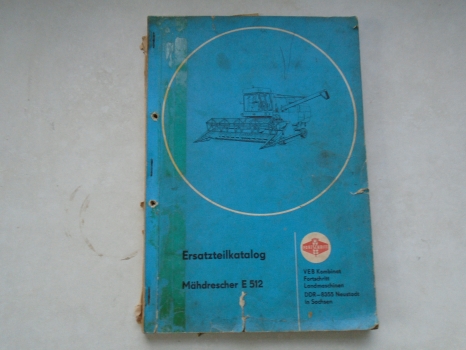 Ersatzteilkatalog
Mähdrescher E 512
VEB Kombinat
Fortschritt
Landmaschinen
DDR–8355 Neustadt
in Sachsen